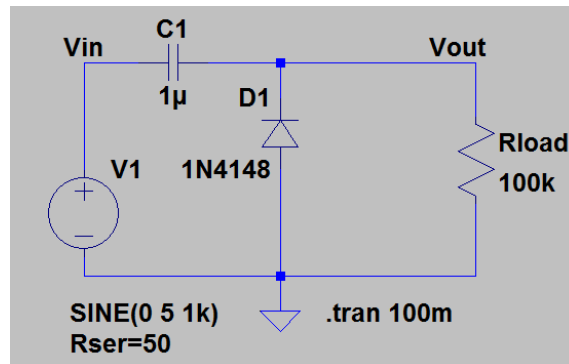 C1
Vin
Vout
1µ
D1
Rload
V1
1N4148
100k
SINE(0 5 1k)
.tran 100m
Rser=50